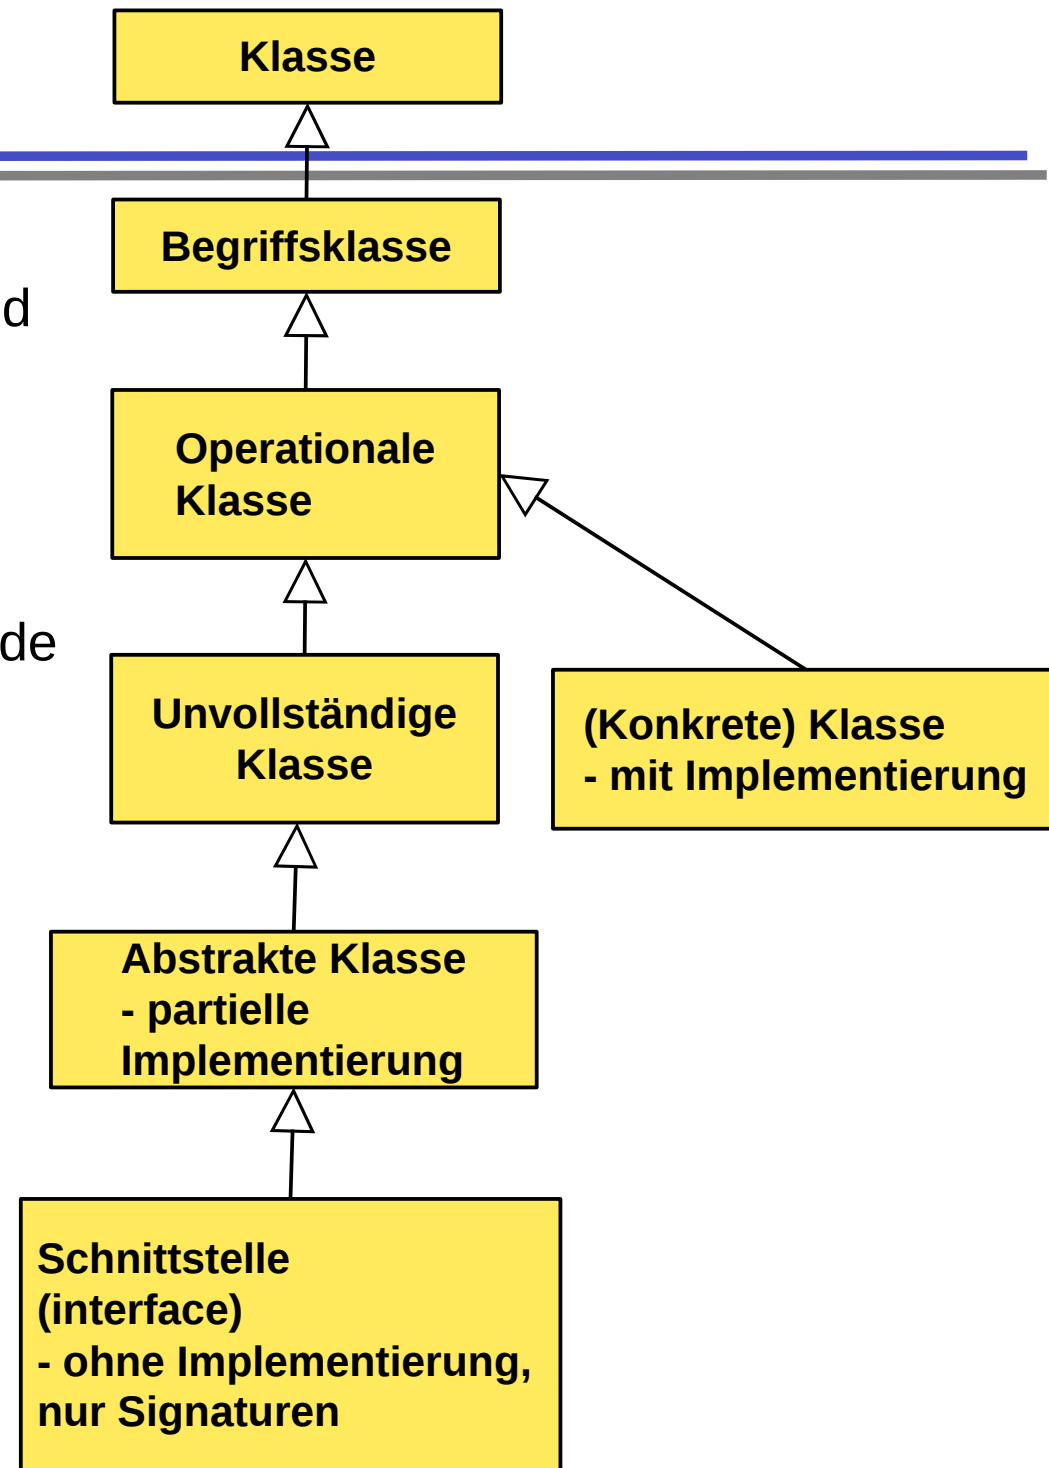 Klasse
Begriffsklasse
d
Operationale
Klasse
de
Unvollständige
Klasse
(Konkrete) Klasse
- mit Implementierung
Abstrakte Klasse
- partielle
Implementierung
Schnittstelle
(interface)
- ohne Implementierung,
nur Signaturen